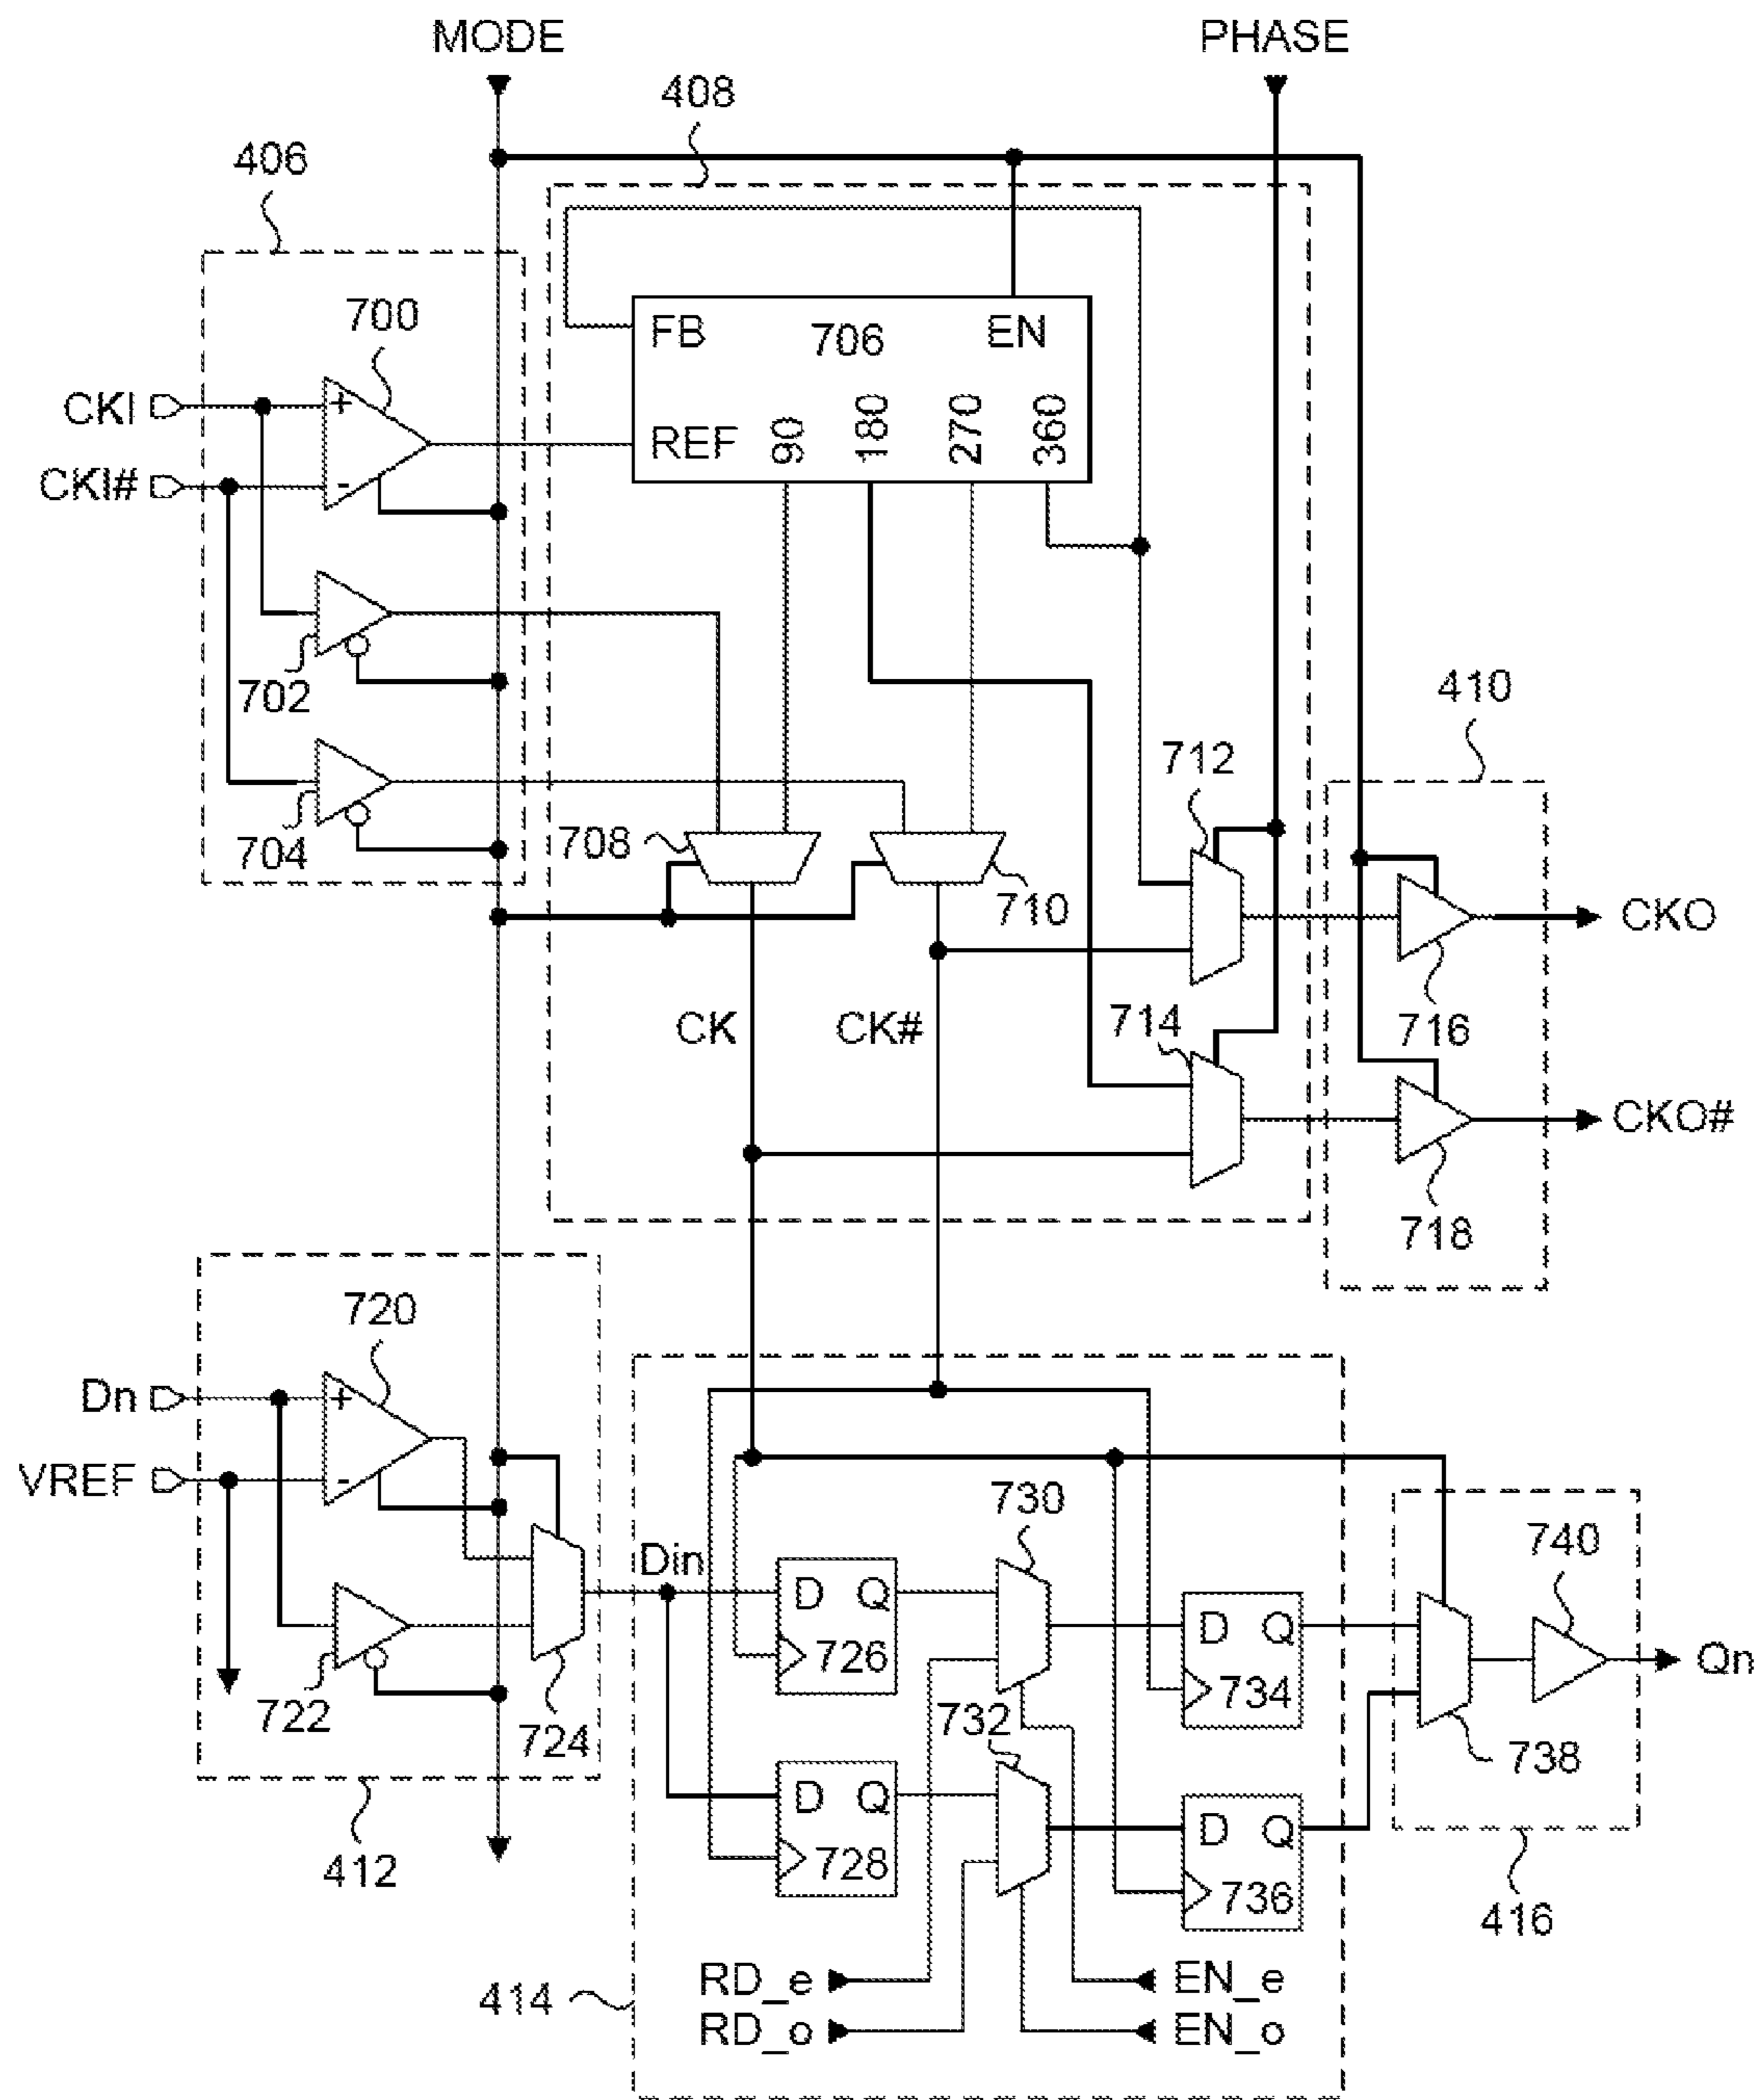 MODE
PHASE
408
406
700
FB
706
EN
CKI
+
REF
90
180
270
360
CKI#
-
702
410
712
704
708
710
CKO
CK
CK#
714
716
CKO#
718
720
Dn
+
VREF
-
730
740
Din
D Q
726
D Q
734
Qn
722
724
732
738
D Q
728
D Q
736
412
416
RD_e
EN_e
414
RD_o
EN_o